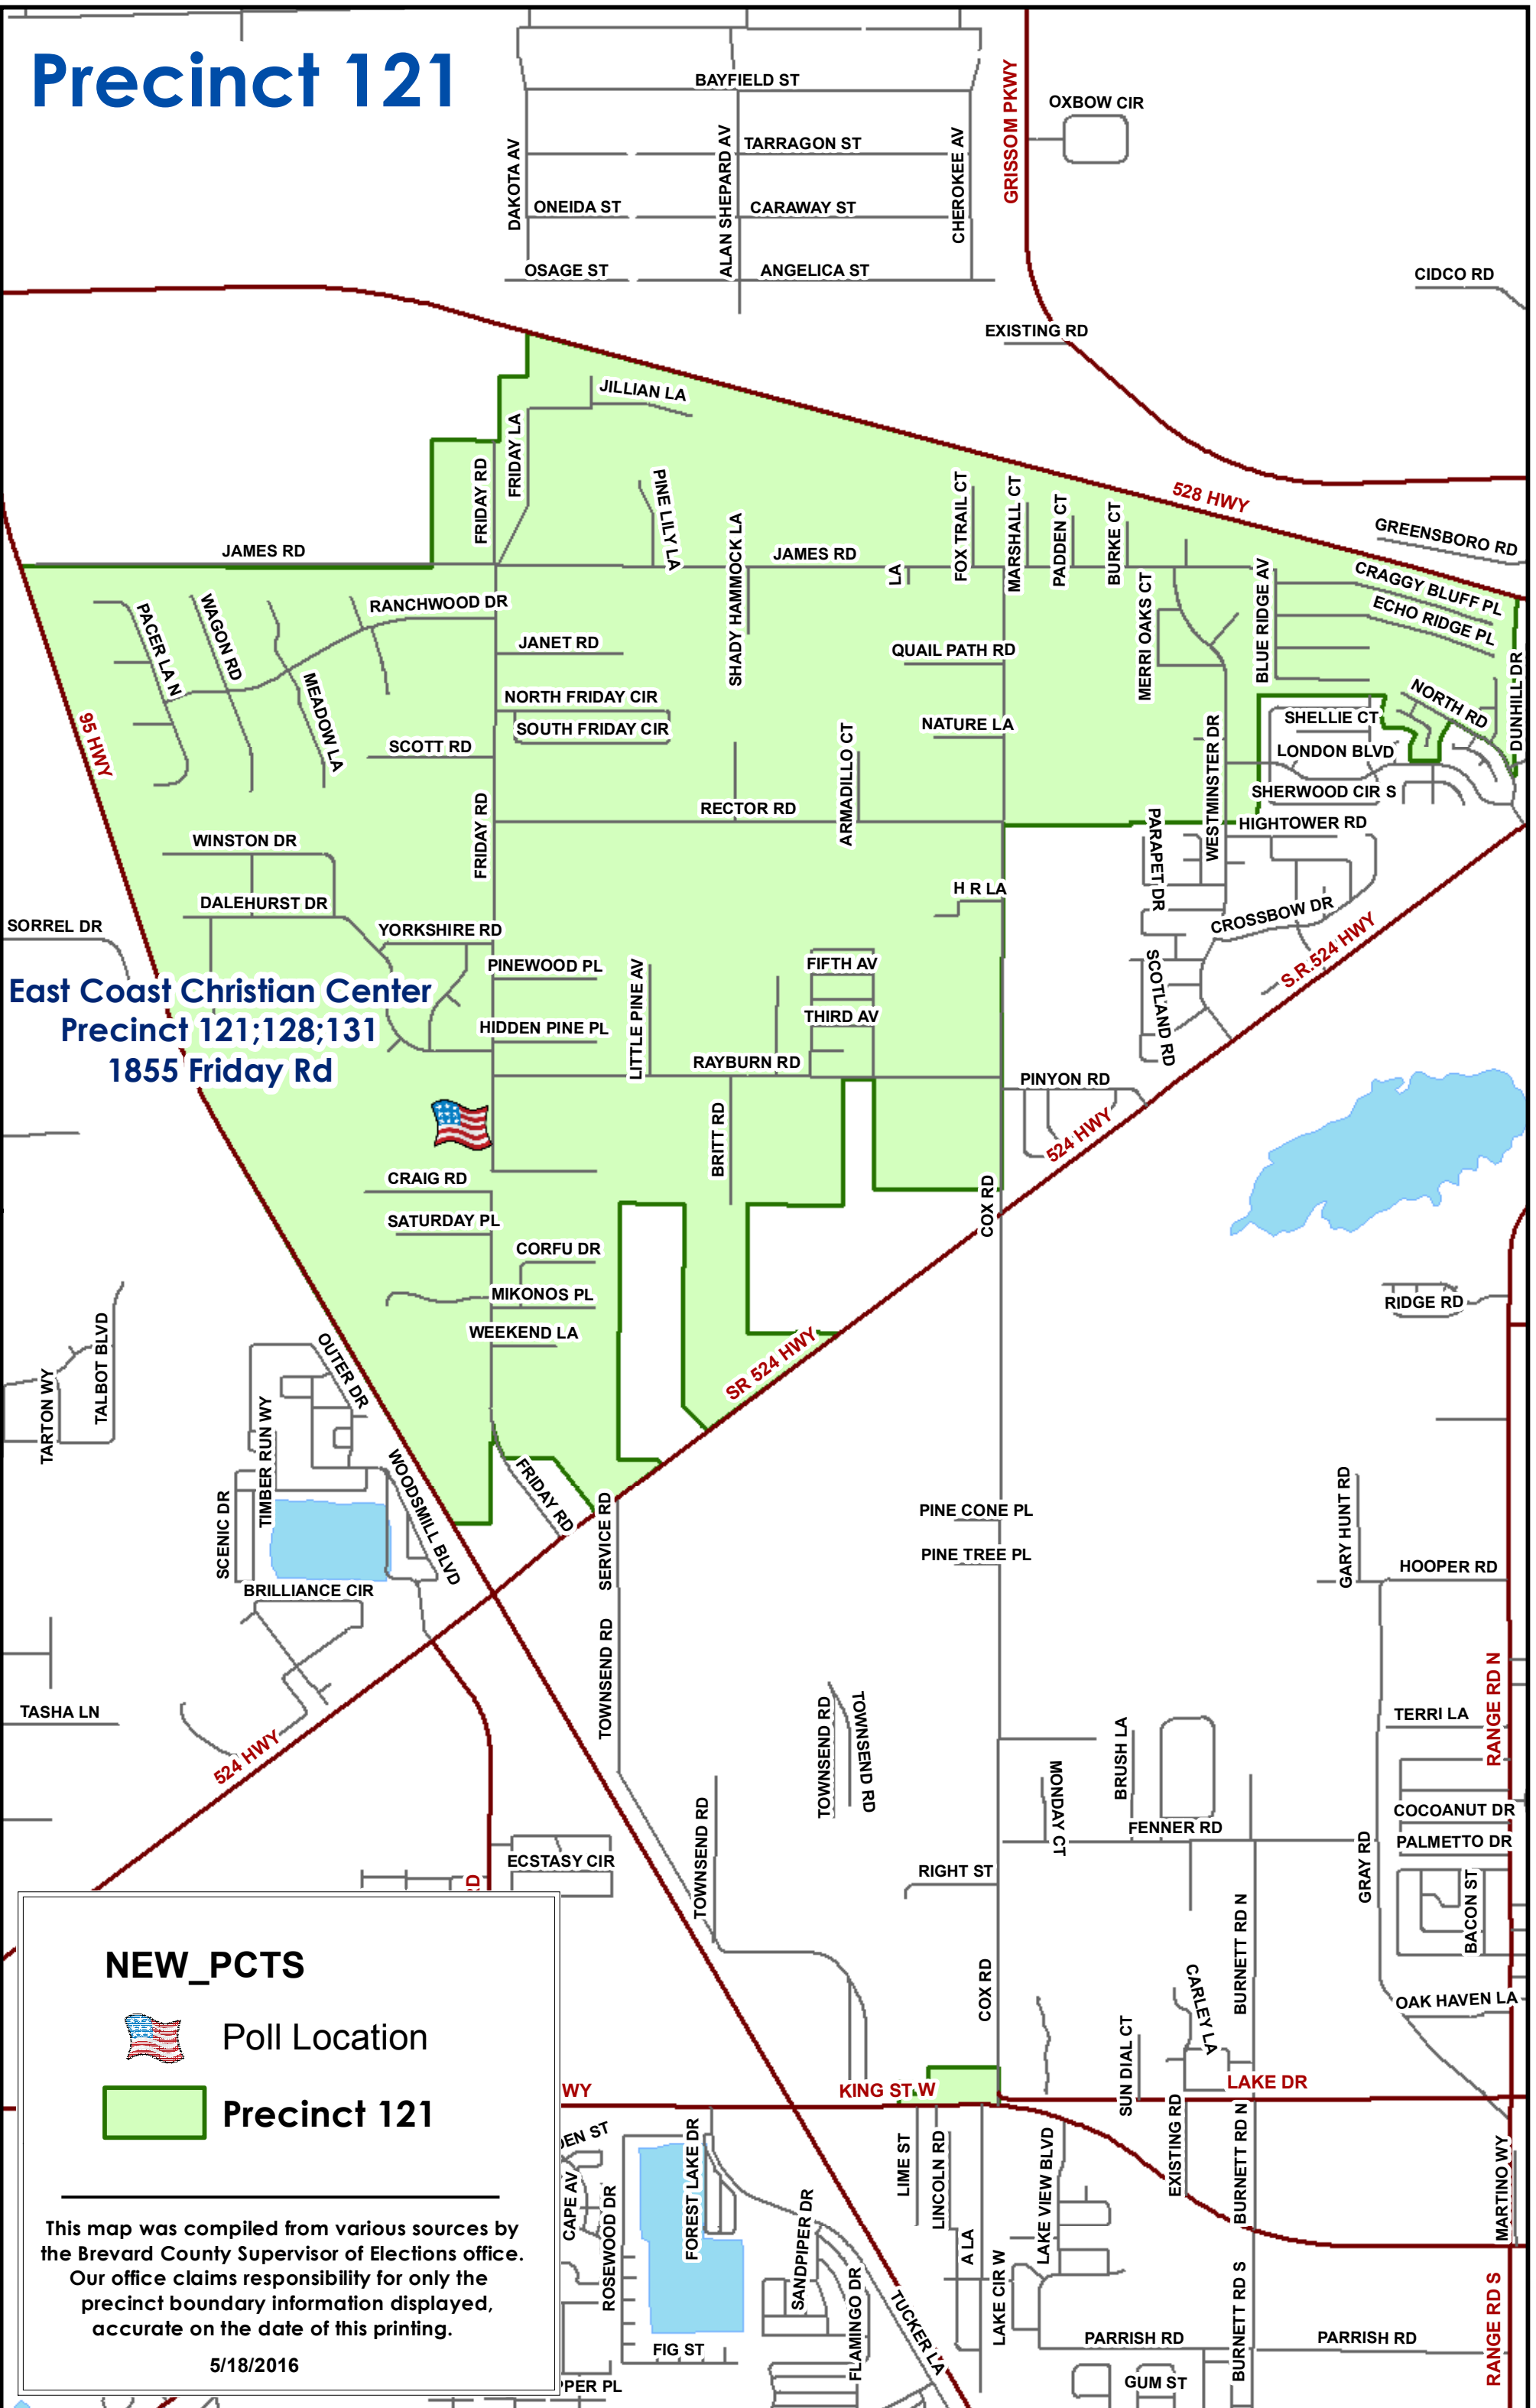 Precinct 121
BAYFIELD ST
GRISSOM PKWY
OXBOW CIR
DAKOTA AV
ALAN SHEPARD AV
TARRAGON ST
CHEROKEE AV
ONEIDA ST
CARAWAY ST
OSAGE ST
ANGELICA ST
CIDCO RD
EXISTING RD
JILLIAN LA
FRIDAY LA
FRIDAY RD
PINE LILY LA
528 HWY
GREENSBORO RD
JAMES RD
SHADY HAMMOCK LA
JAMES RD
LA
FOX TRAIL CT
MARSHALL CT
PADDEN CT
BURKE CT
MERRI OAKS CT
BLUE RIDGE AV
CRAGGY BLUFF PL
ECHO RIDGE PL
PACER LA N
WAGON RD
RANCHWOOD DR
JANET RD
QUAIL PATH RD
MEADOW LA
NORTH FRIDAY CIR
SOUTH FRIDAY CIR
NATURE LA
NORTH RD
DUNHILL DR
SHELLIE CT
LONDON BLVD
SHERWOOD CIR S
95 HWY
SCOTT RD
FRIDAY RD
RECTOR RD
ARMADILLO CT
WESTMINSTER DR
PARAPET DR
HIGHTOWER RD
WINSTON DR
DALEHURST DR
H R LA
CROSSBOW DR
S.R.524 HWY
SORREL DR
YORKSHIRE RD
PINEWOOD PL
LITTLE PINE AV
FIFTH AV
SCOTLAND RD
East Coast Christian Center
Precinct 121;128;131
1855 Friday Rd
HIDDEN PINE PL
THIRD AV
RAYBURN RD
PINYON RD
524 HWY
BRITT RD
CRAIG RD
COX RD
SATURDAY PL
CORFU DR
MIKONOS PL
RIDGE RD
WEEKEND LA
SR 524 HWY
TARTON WY
TALBOT BLVD
OUTER DR
TIMBER RUN WY
SCENIC DR
WOODSMILL BLVD
FRIDAY RD
SERVICE RD
PINE CONE PL
PINE TREE PL
GARY HUNT RD
HOOPER RD
BRILLIANCE CIR
TOWNSEND RD
TASHA LN
524 HWY
TOWNSEND RD
TOWNSEND RD
BRUSH LA
MONDAY CT
TERRI LA
RANGE RD N
COCOANUT DR
PALMETTO DR
FENNER RD
ECSTASY CIR
RD
TOWNSEND RD
RIGHT ST
GRAY RD
BACON ST
BURNETT RD N
COX RD
CARLEY LA
OAK HAVEN LA
SUN DIAL CT
WY
KING ST W
LAKE DR
DEN ST
CAPE AV
ROSEWOOD DR
FOREST LAKE DR
LIME ST
LINCOLN RD
LAKE VIEW BLVD
EXISTING RD
BURNETT RD N
MARTINO WY
A LA
SANDPIPER DR
FLAMINGO DR
TUCKER LA
LAKE CIR W
BURNETT RD S
RANGE RD S
PARRISH RD
PARRISH RD
FIG ST
PPER PL
GUM ST
NEW_PCTS
Poll Location
Precinct 121
This map was compiled from various sources by
the Brevard County Supervisor of Elections office.
Our office claims responsibility for only the
precinct boundary information displayed,
accurate on the date of this printing.
5/18/2016